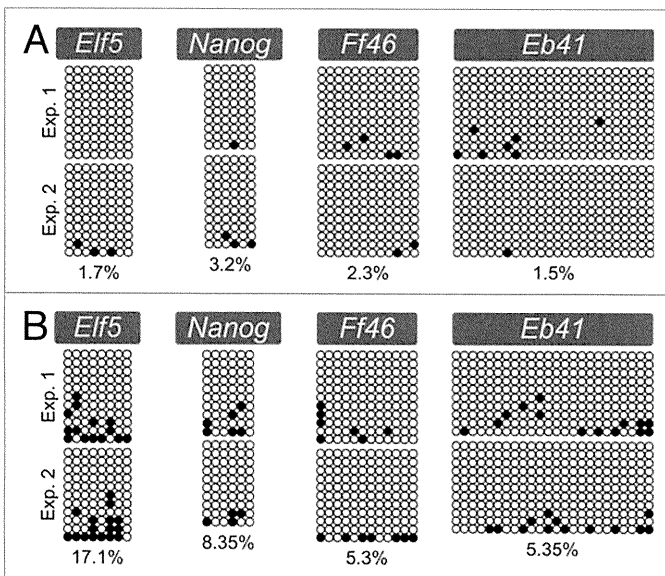 A
Elf5 Nanog Ff46 Eb41
Exp. 1
Exp. 2
1.7% 3.2% 2.3% 1.5%
B
Elf5 Nanog Ff46 Eb41
Exp. 1
Exp. 2
17.1% 8.35% 5.3% 5.35%